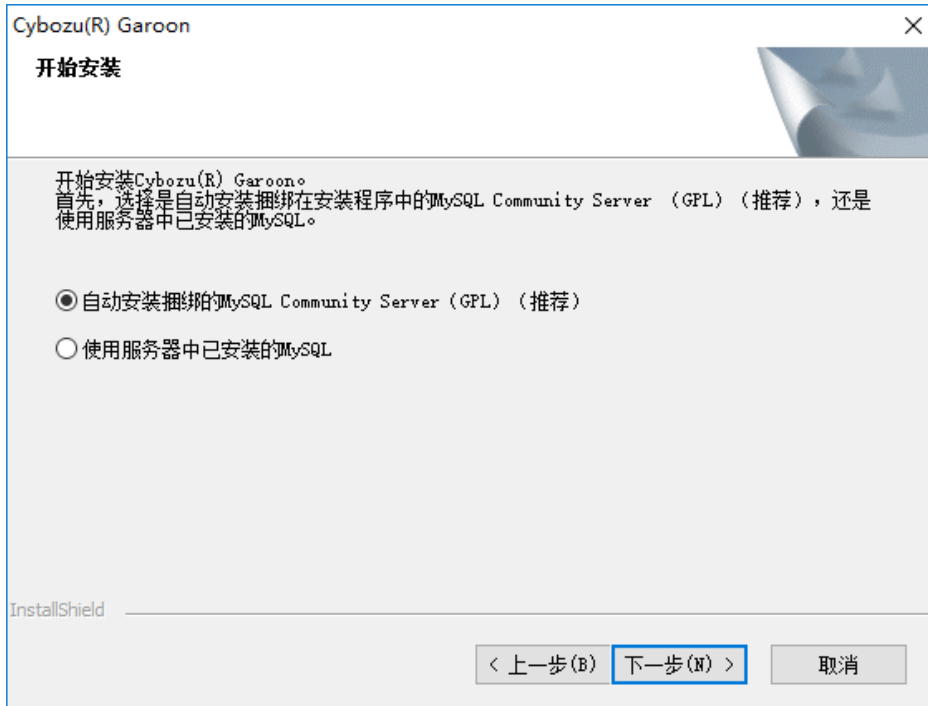 Cybozu(R) Garoon
开始安装
开始安装Cybozu(R) Garoon。
首先，选择是自动安装捆绑在安装程序中的MySQL Community Server （GPL）（推荐），还是
使用服务器中已安装的MySQL。
自动安装捆绑的MySQL Community Server（GPL）（推荐）
使用服务器中已安装的MySQL
InstallShield
< 上一步(B)
下一步(N) >
取消